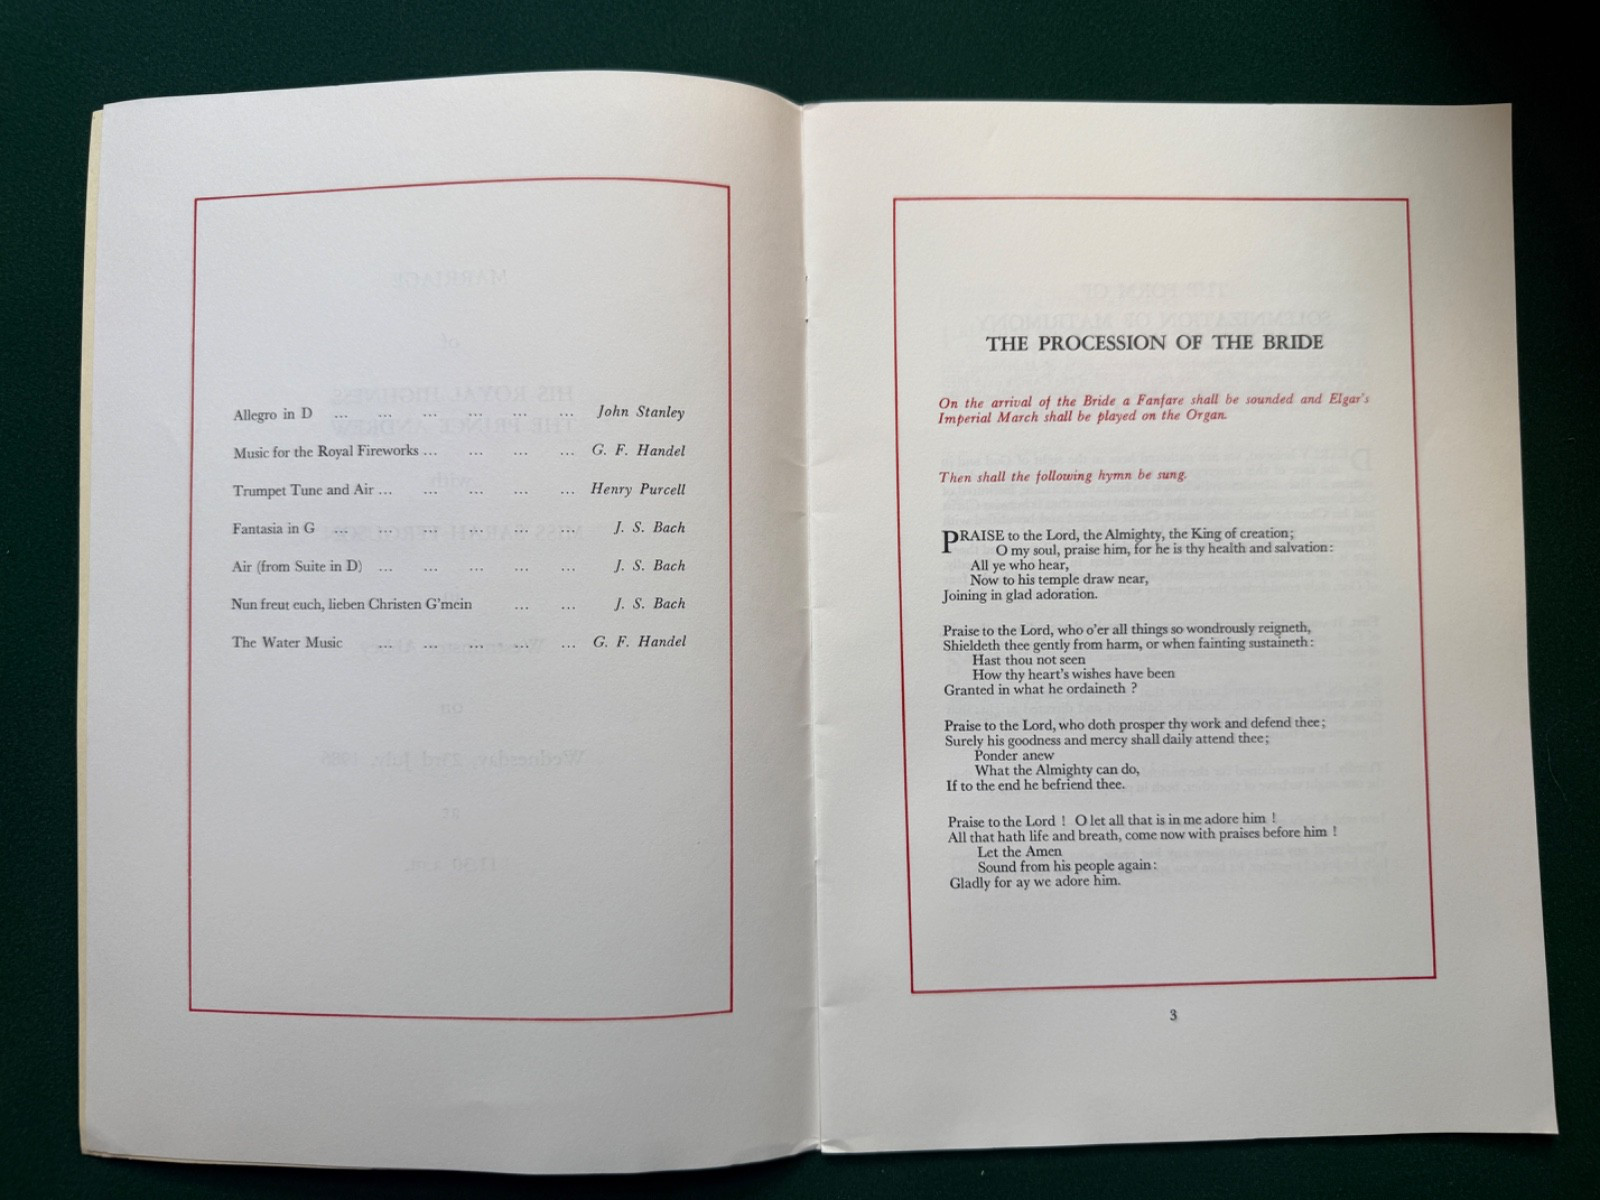 Allegro in D ... ... ... ... ... ... John Stanley
Music for the Royal Fireworks ... ... ... ... G. F. Handel
Trumpet Tune and Air ... ... ... ... ... Henry Purcell
Fantasia in G ... ... ... ... ... ... J. S. Bach
Air (from Suite in D) ... ... ... ... ... J. S. Bach
Nun freut euch, lieben Christen G'mein ... ... J. S. Bach
The Water Music ... ... ... ... ... G. F. Handel
THE PROCESSION OF THE BRIDE
On the arrival of the Bride a Fanfare shall be sounded and Elgar's
Imperial March shall be played on the Organ.
Then shall the following hymn be sung.
PRAISE to the Lord, the Almighty, the King of creation;
O my soul, praise him, for he is thy health and salvation:
All ye who hear,
Now to his temple draw near,
Joining in glad adoration.
Praise to the Lord, who o'er all things so wondrously reigneth,
Shieldeth thee gently from harm, or when fainting sustaineth:
Hast thou not seen
How thy heart's wishes have been
Granted in what he ordaineth ?
Praise to the Lord, who doth prosper thy work and defend thee;
Surely his goodness and mercy shall daily attend thee;
Ponder anew
What the Almighty can do,
If to the end he befriend thee.
Praise to the Lord ! O let all that is in me adore him !
All that hath life and breath, come now with praises before him !
Let the Amen
Sound from his people again:
Gladly for ay we adore him.
3